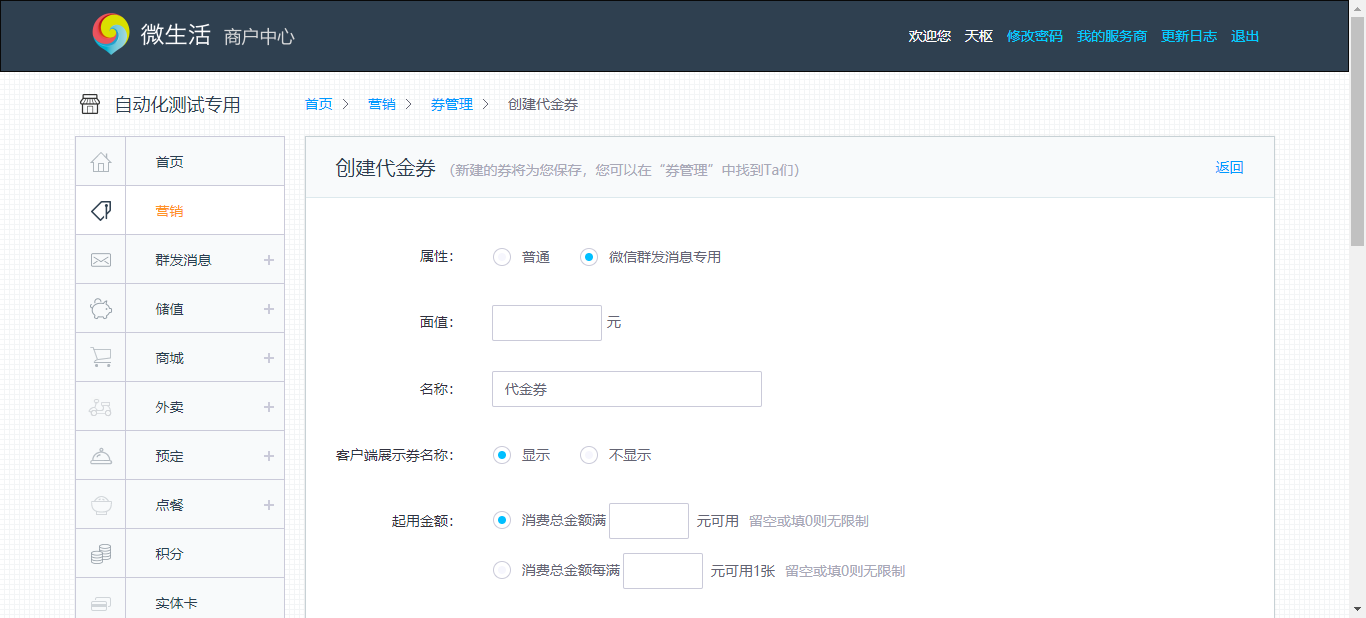 微生活 商户中心
欢迎您 天枢 修改密码 我的服务商 更新日志 退出
自动化测试专用
首页 > 营销 > 券管理 > 创建代金券
首页
营销
群发消息 +
储值 +
商城 +
外卖 +
预定 +
点餐 +
积分
实体卡
创建代金券 (新建的券将为您保存，您可以在“券管理”中找到Ta们) 返回
属性： 普通 微信群发消息专用
面值： 元
名称： 代金券
客户端展示券名称： 显示 不显示
起用金额： 消费总金额满 元可用 留空或填0则无限制
消费总金额每满 元可用1张 留空或填0则无限制